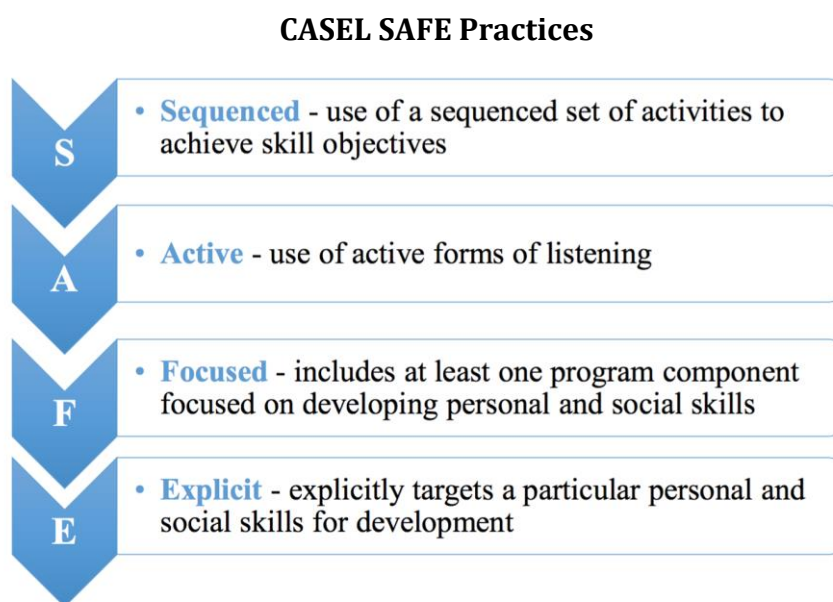 CASEL SAFE Practices
S
• Sequenced - use of a sequenced set of activities to
achieve skill objectives
A
• Active - use of active forms of listening
F
• Focused - includes at least one program component
focused on developing personal and social skills
E
• Explicit - explicitly targets a particular personal and
social skills for development